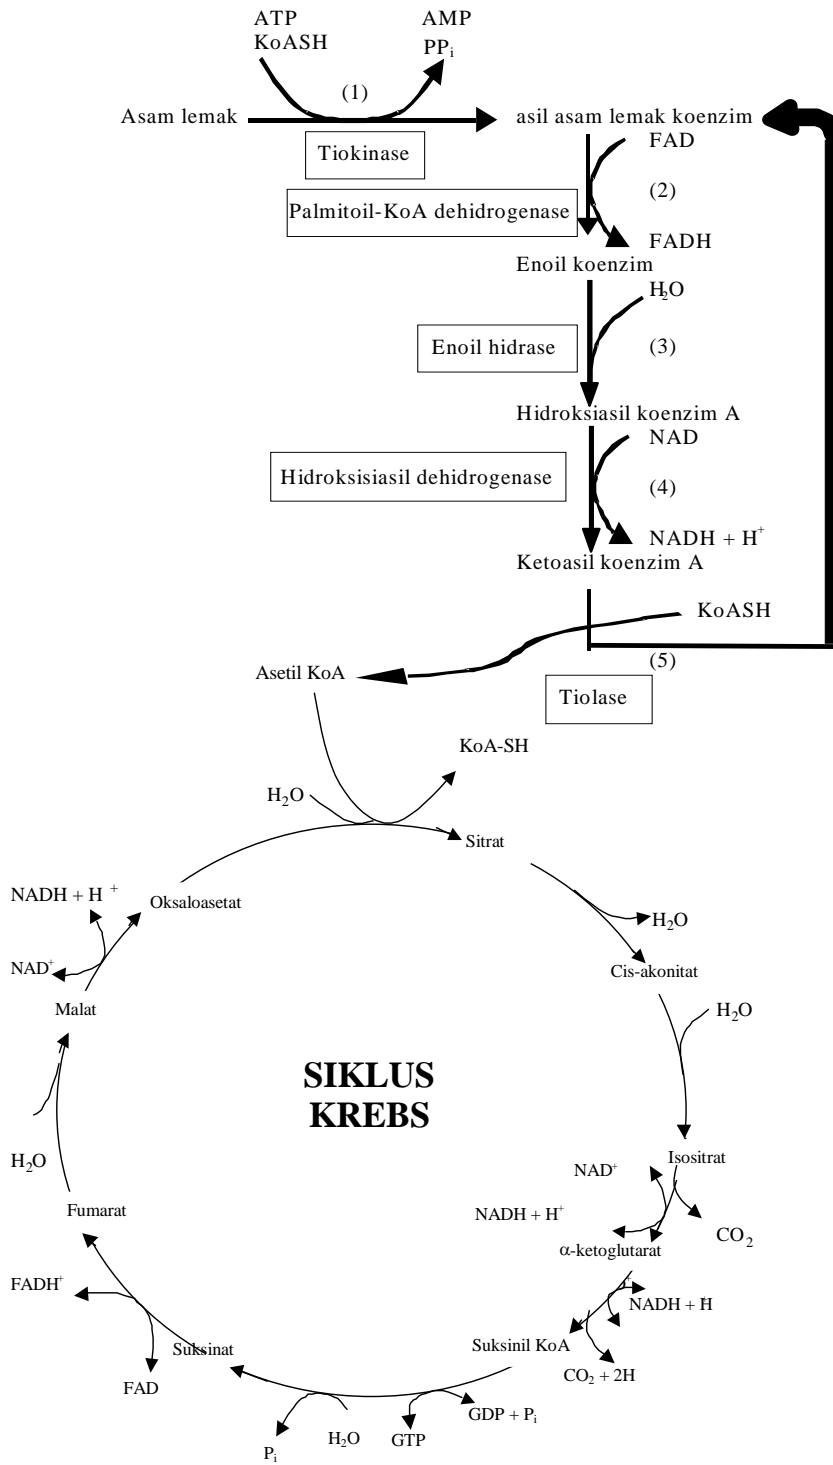 ATP
KoASH
AMP
PPi
(1)
Asam lemak
asil asam lemak koenzim
Tiokinase
FAD
(2)
Palmitoil-KoA dehidrogenase
FADH
Enoil koenzim
H2O
Enoil hidrase
(3)
Hidroksiasil koenzim A
NAD
Hidroksisiasil dehidrogenase
(4)
NADH + H+
Ketoasil koenzim A
KoASH
(5)
Asetil KoA
Tiolase
KoA-SH
H2O
Sitrat
NADH + H +
Oksaloasetat
H2O
NAD+
Cis-akonitat
Malat
H2O
SIKLUS
KREBS
H2O
Isositrat
NAD+
Fumarat
NADH + H+
CO2
α-ketoglutarat
FADH+
NADH + H+
Suksinat
Suksinil KoA
CO2 + 2H
FAD
GDP + Pi
Pi
H2O
GTP